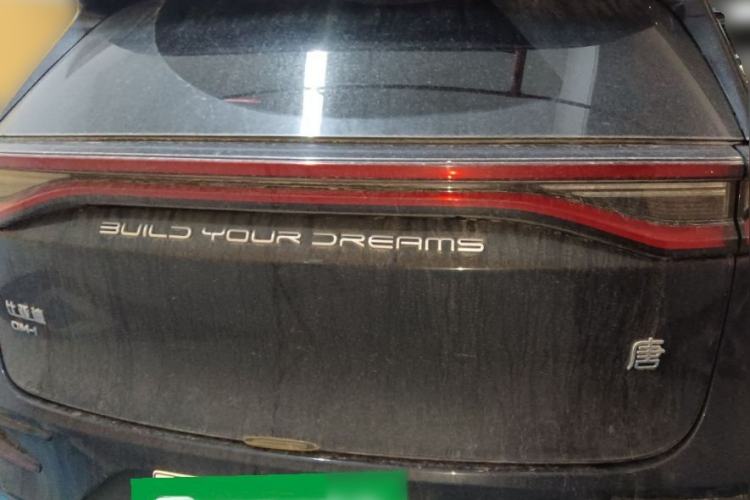 BUILD YOUR DREAMS
比亚迪
DM-i
唐